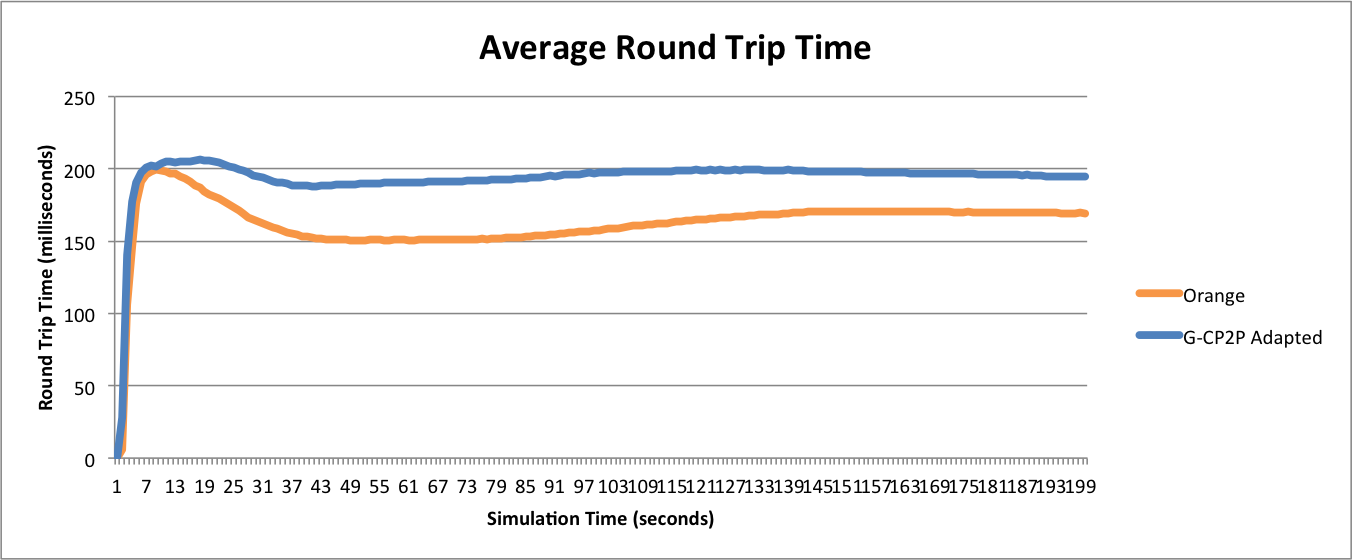 Average Round Trip Time
250
200
150
100
50
0
Round Trip Time (milliseconds)
1 7 13 19 25 31 37 43 49 55 61 67 73 79 85 91 97 103 109 115 121 127 133 139 145 151 157 163 169 175 181 187 193 199
Simulation Time (seconds)
Orange
G-CP2P Adapted